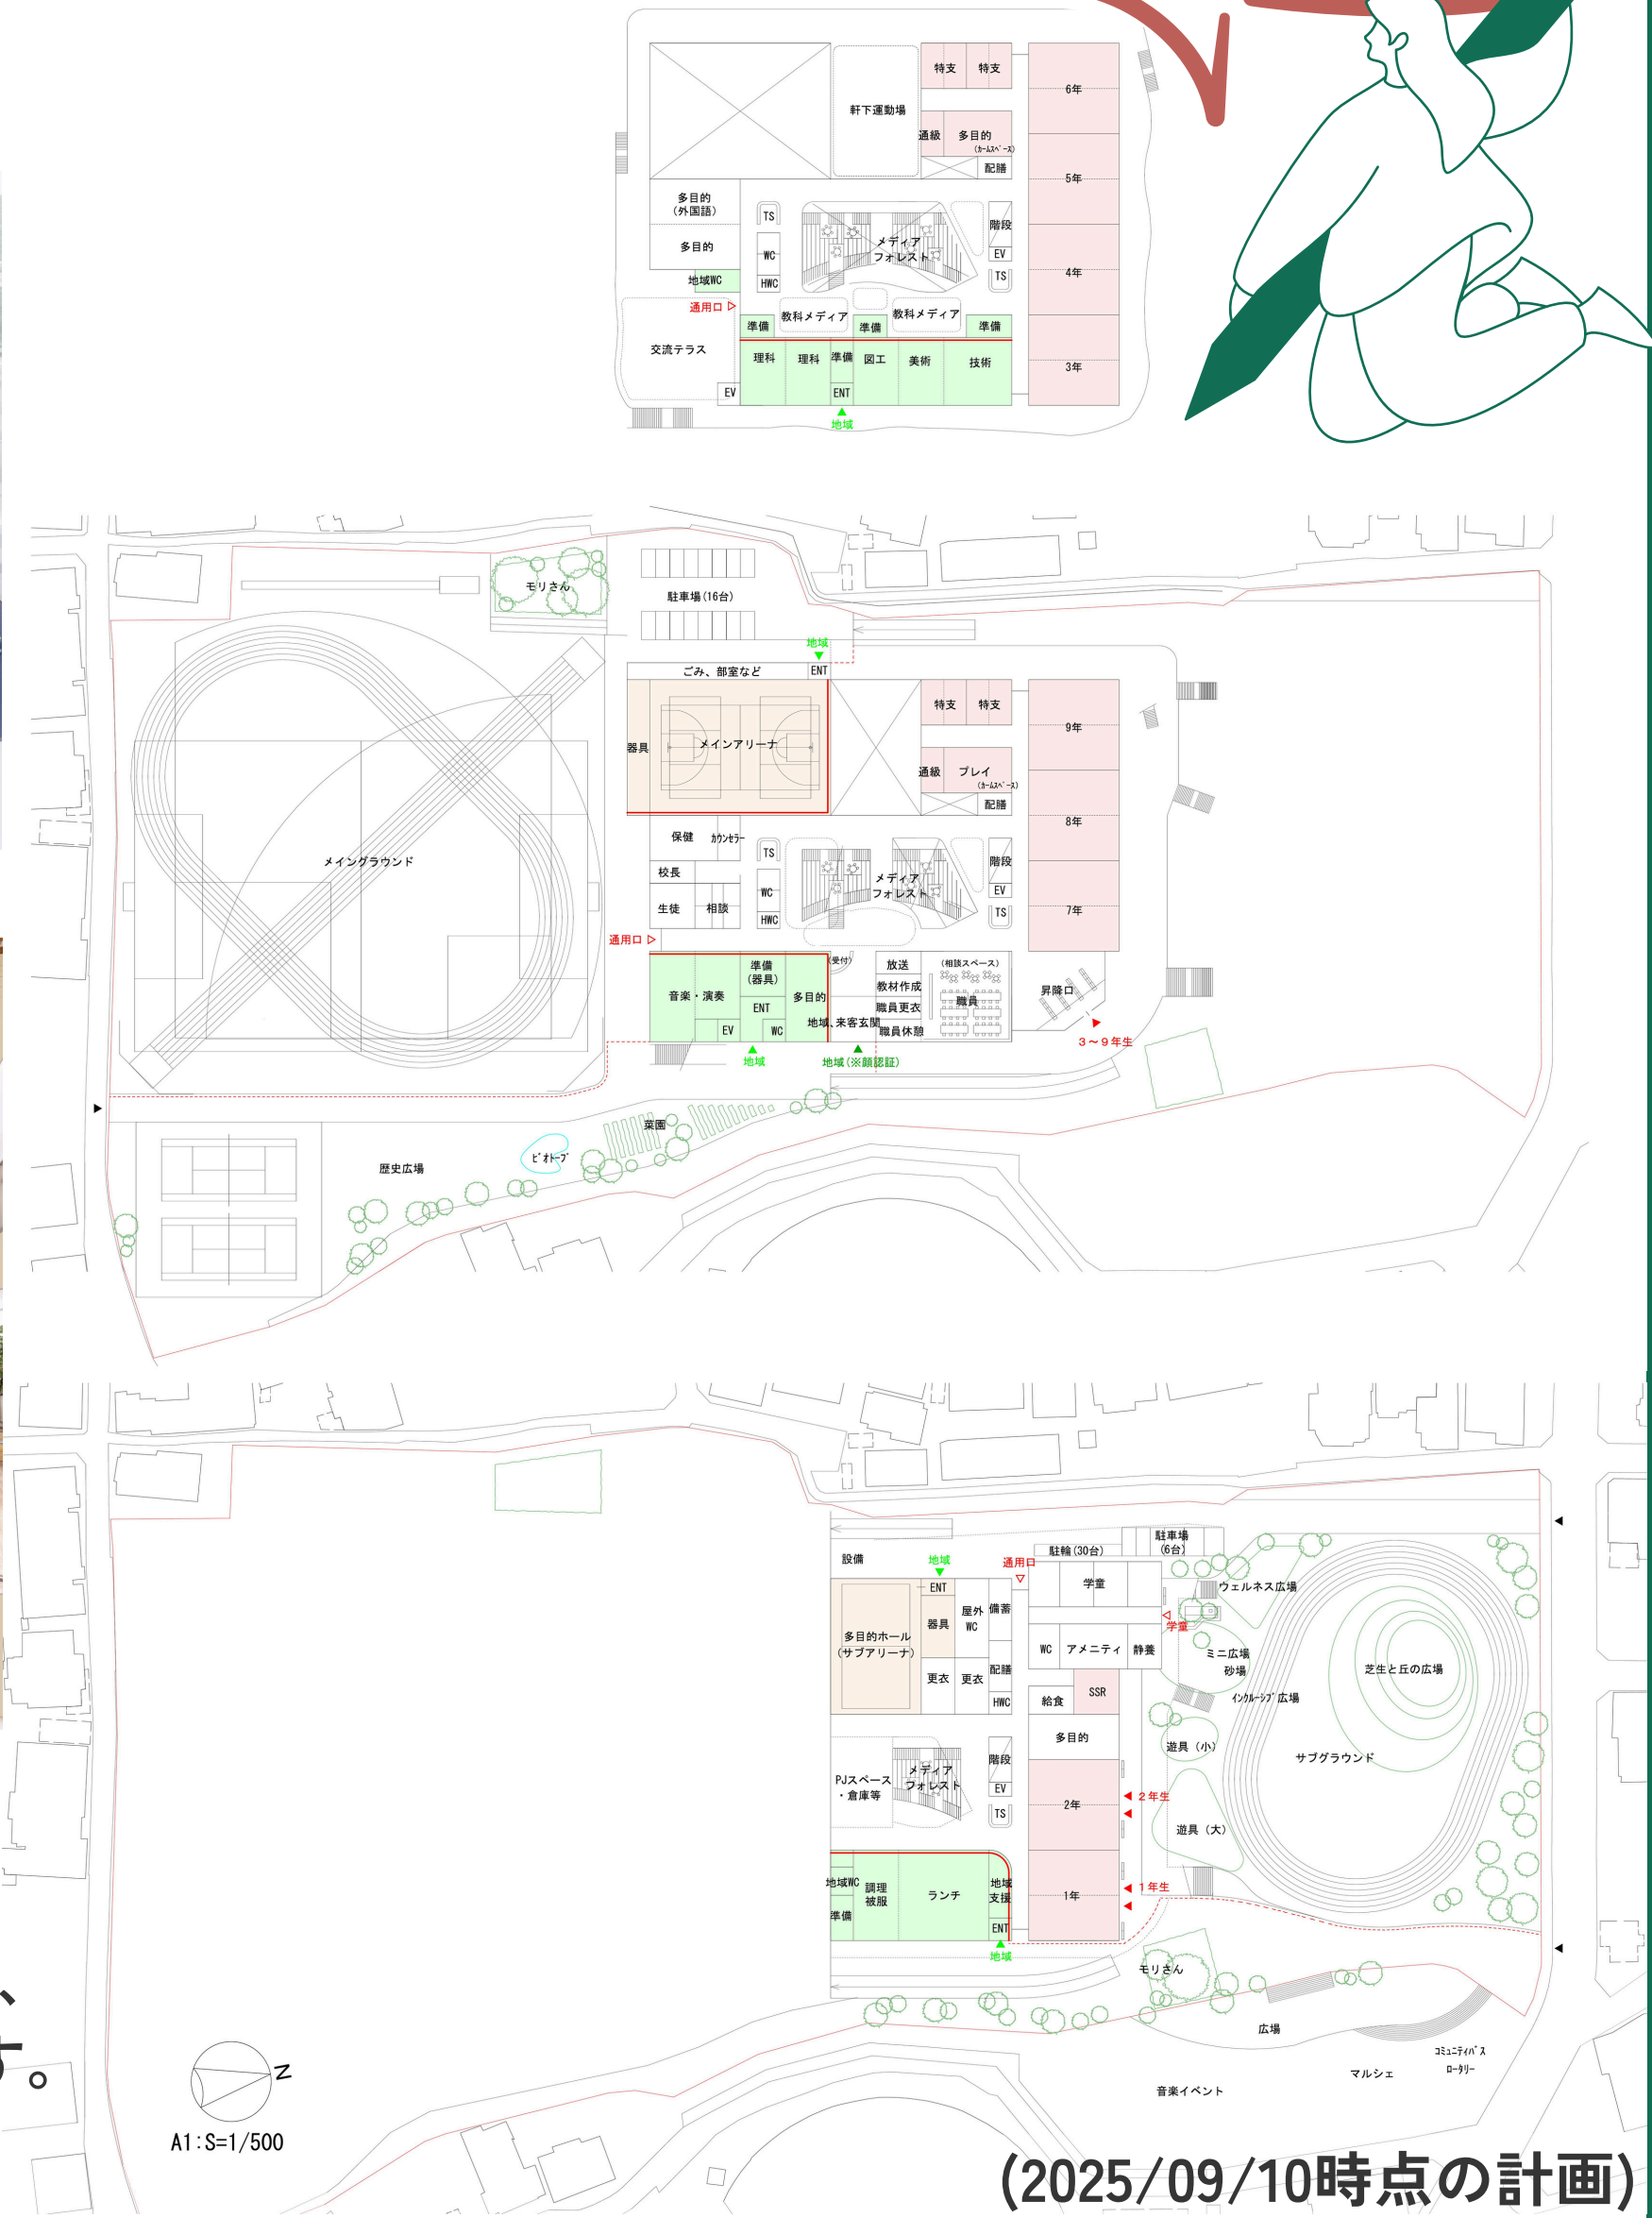 特支 特支
6年
軒下運動場
通級 多目的
(カームスペース)
配膳
5年
多目的
(外国語)
TS
階段
多目的
メディア
フォレスト
WC
EV
4年
地域WC
HWC
TS
通用口
教科メディア
教科メディア
準備
準備
準備
交流テラス
理科 理科 準備 図工 美術 技術
3年
EV
ENT
地域
モリさん
駐車場(16台)
地域
ごみ、部室など
ENT
特支 特支
9年
器具
メインアリーナ
通級 プレイ
(カームスペース)
配膳
8年
保健 カウンセラー
TS
階段
メイングラウンド
校長
メディア
フォレスト
WC
EV
生徒 相談
HWC
TS
7年
通用口
(受付)
放送
(相談スペース)
準備
(器具)
音楽・演奏
多目的
教材作成
職員
昇降口
ENT
職員更衣
地域、来客玄関
EV
WC
職員休憩
地域
地域(※顔認証)
3〜9年生
菜園
ビオトープ
歴史広場
駐車場
(6台)
駐輪(30台)
設備
地域
通用口
学童
ウェルネス広場
ENT
器具
屋外
WC
備蓄
学童
多目的ホール
(サブアリーナ)
WC アメニティ 静養
ミニ広場
砂場
芝生と丘の広場
更衣 更衣
配膳
SSR
インクルーシブ広場
HWC
給食
多目的
遊具(小)
サブグラウンド
階段
メディア
フォレスト
PJスペース
・倉庫等
EV
TS
2年
2年生
遊具(大)
地域WC
調理
被服
ランチ
地域
支援
1年
1年生
準備
ENT
地域
モリさん
広場
コミュニティバス
ロータリー
マルシェ
音楽イベント
N
A1:S=1/500
す。
(2025/09/10時点の計画)